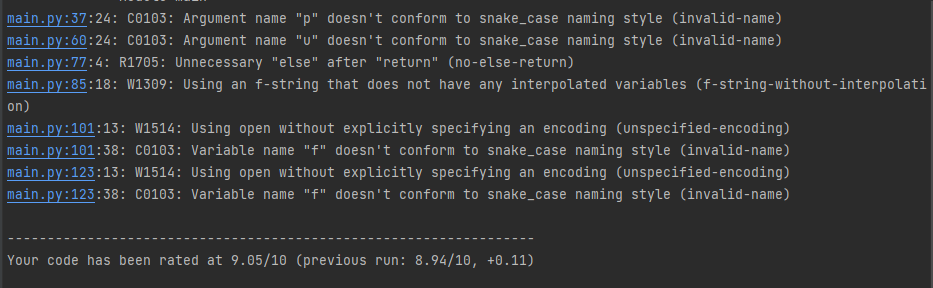 main.py:37:24: C0103: Argument name "p" doesn't conform to snake_case naming style (invalid-name)
main.py:60:24: C0103: Argument name "u" doesn't conform to snake_case naming style (invalid-name)
main.py:77:4: R1705: Unnecessary "else" after "return" (no-else-return)
main.py:85:18: W1309: Using an f-string that does not have any interpolated variables (f-string-without-interpolati
on)
main.py:101:13: W1514: Using open without explicitly specifying an encoding (unspecified-encoding)
main.py:101:38: C0103: Variable name "f" doesn't conform to snake_case naming style (invalid-name)
main.py:123:13: W1514: Using open without explicitly specifying an encoding (unspecified-encoding)
main.py:123:38: C0103: Variable name "f" doesn't conform to snake_case naming style (invalid-name)
------------------------------------------------------------------
Your code has been rated at 9.05/10 (previous run: 8.94/10, +0.11)